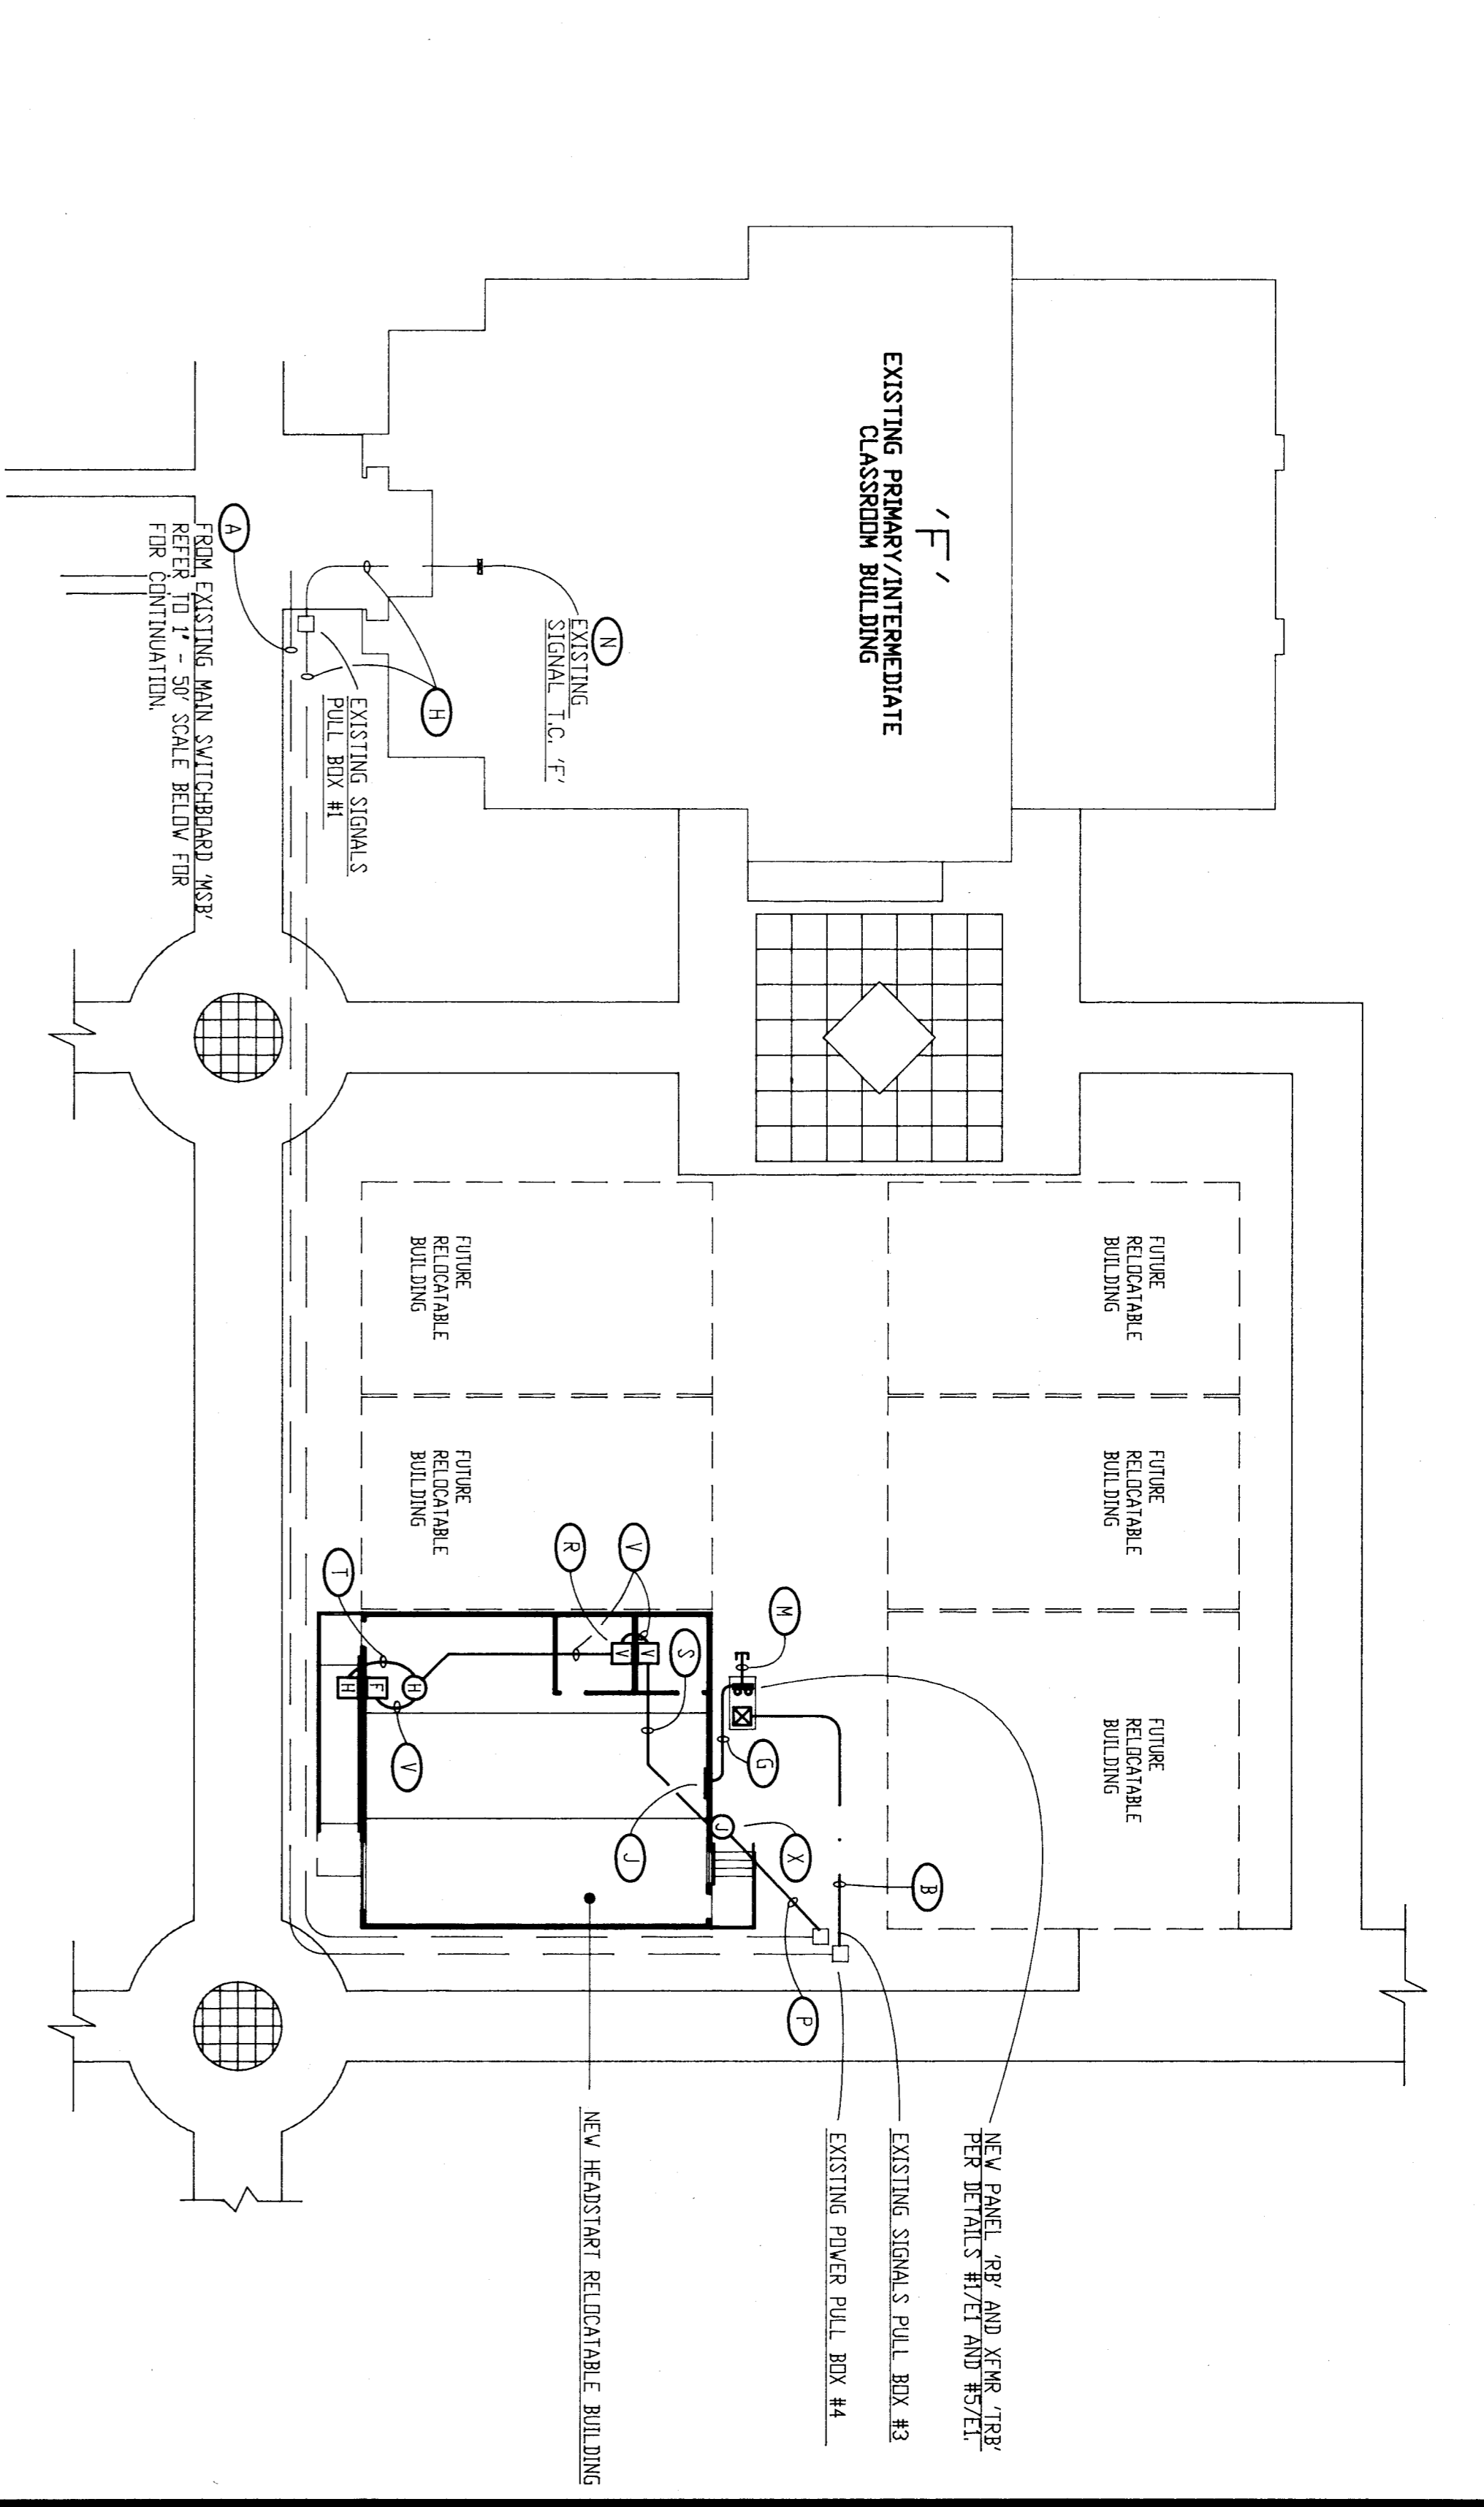 'F'
EXISTING PRIMARY/INTERMEDIATE
CLASSROOM BUILDING
N
EXISTING
SIGNAL T.C. 'F'
H
EXISTING SIGNALS
PULL BOX #1
A
FROM EXISTING MAIN SWITCHBOARD 'MSB'
REFER TO 1" - 50' SCALE BELOW FOR
FOR CONTINUATION.
FUTURE
RELOCATABLE
BUILDING
FUTURE
RELOCATABLE
BUILDING
FUTURE
RELOCATABLE
BUILDING
FUTURE
RELOCATABLE
BUILDING
FUTURE
RELOCATABLE
BUILDING
M
V
R
T
S
V
V
H
F
H
G
V
J
X
J
B
P
NEW PANEL 'RB' AND XFMR 'TRB'
PER DETAILS #1/E1 AND #5/E1.
EXISTING SIGNALS PULL BOX #3
EXISTING POWER PULL BOX #4
NEW HEADSTART RELOCATABLE BUILDING